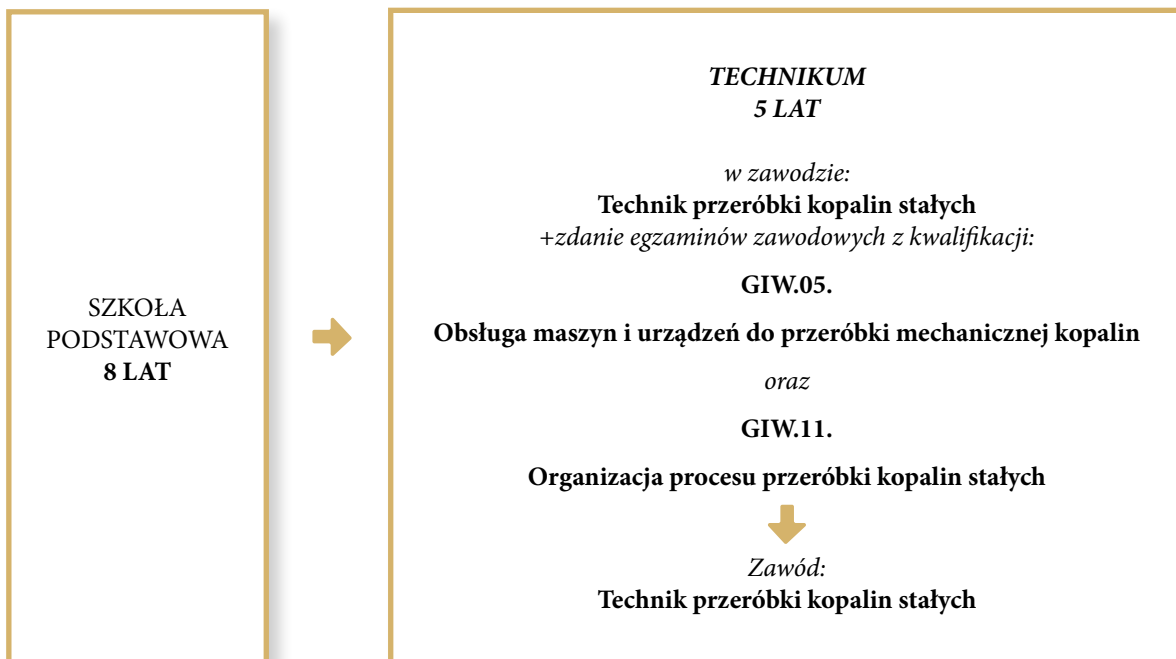 SZKOŁA
PODSTAWOWA
8 LAT
TECHNIKUM
5 LAT
w zawodzie:
Technik przeróbki kopalin stałych
+zdanie egzaminów zawodowych z kwalifikacji:
GIW.05.
Obsługa maszyn i urządzeń do przeróbki mechanicznej kopalin
oraz
GIW.11.
Organizacja procesu przeróbki kopalin stałych
Zawód:
Technik przeróbki kopalin stałych